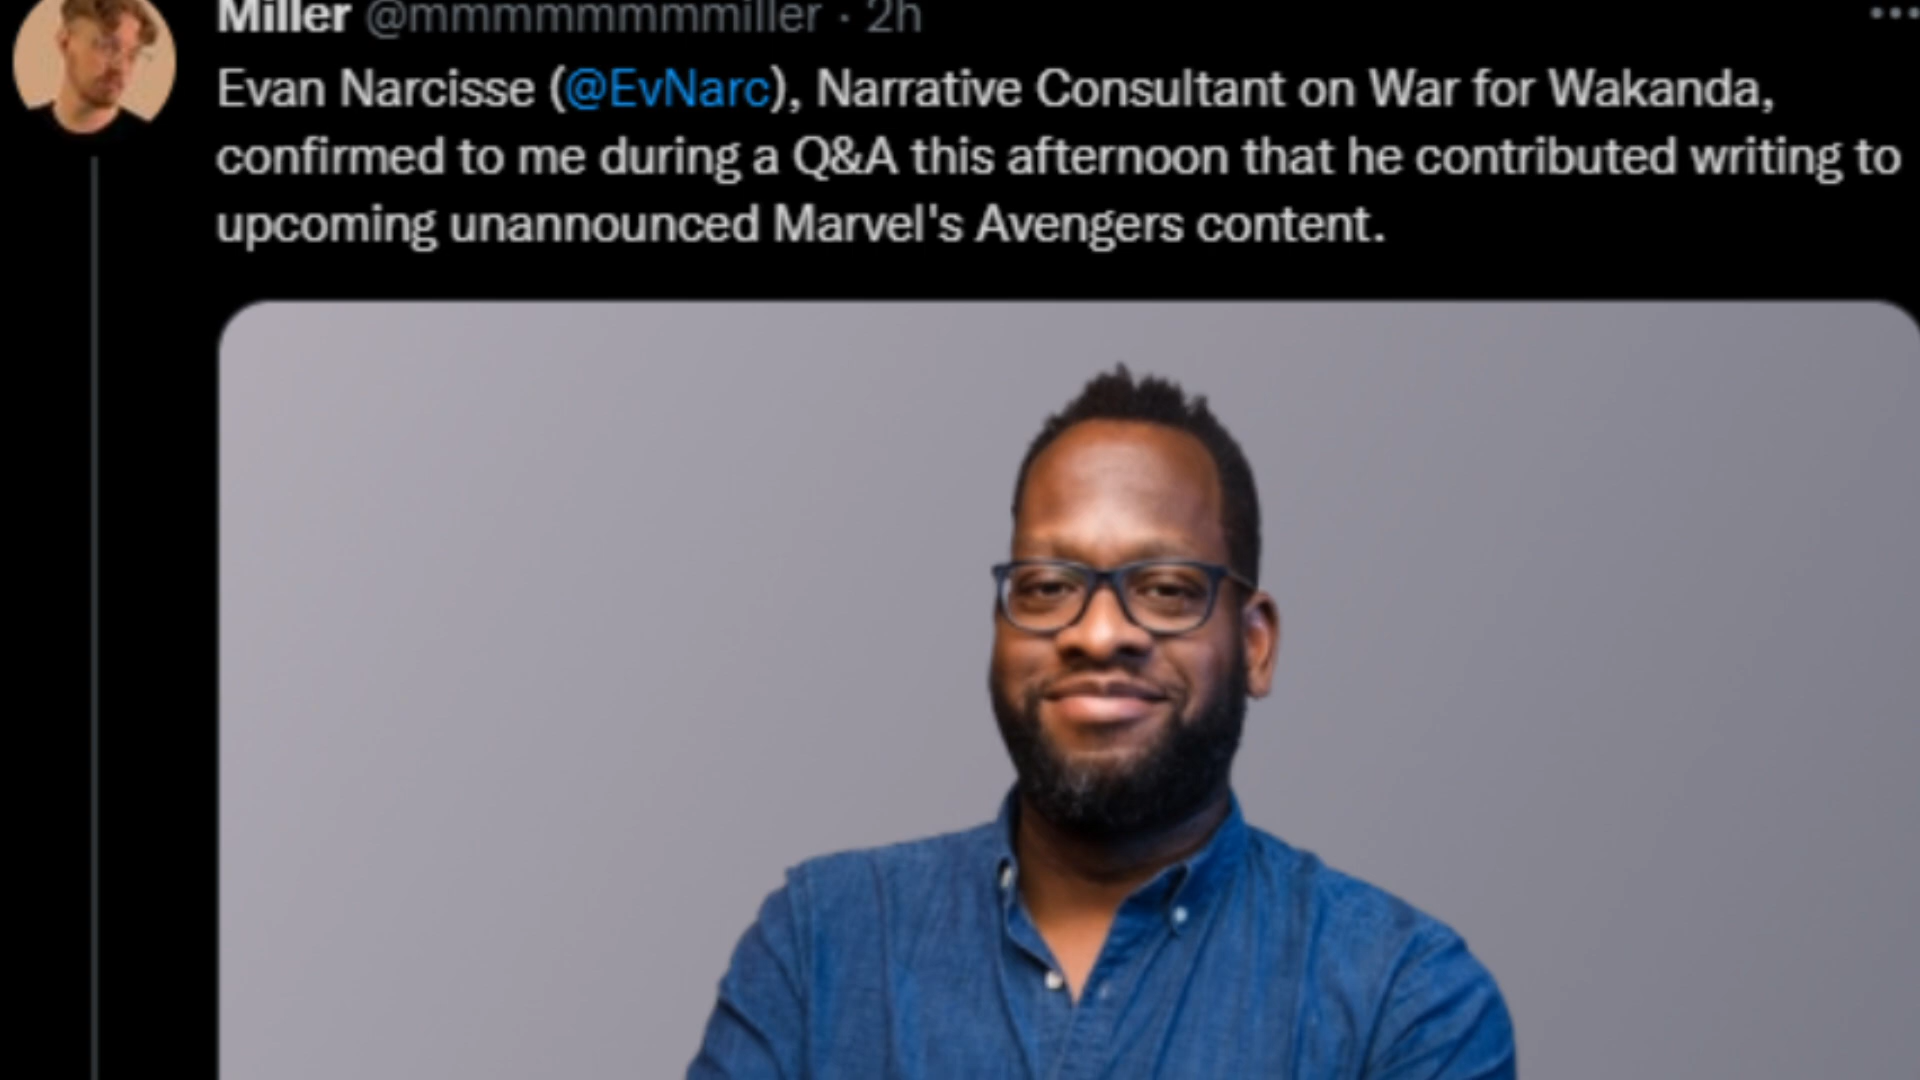 Miller @mmmmmmmmiller · 2h
Evan Narcisse (@EvNarc), Narrative Consultant on War for Wakanda,
confirmed to me during a Q&A this afternoon that he contributed writing to
upcoming unannounced Marvel's Avengers content.